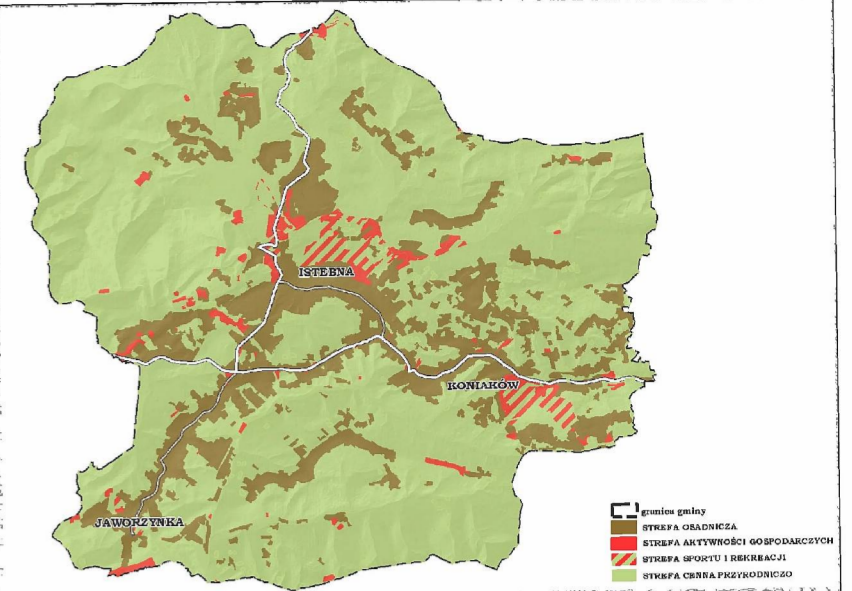 ISTEBNA
KONIAKÓW
JAWORZYNKA
granica gminy
STREFA OSADNICZA
STREFA AKTYWNOŚCI GOSPODARCZYCH
STREFA SPORTU I REKREACJI
STREFA CENNA PRZYRODNICZO